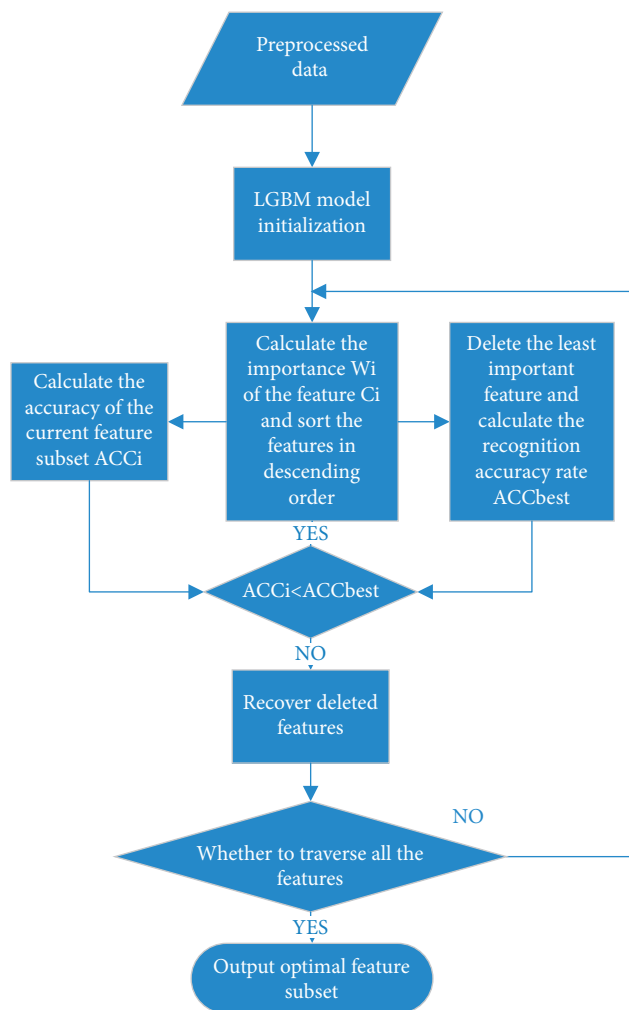 Preprocessed
data
LGBM model
initialization
Calculate the
importance Wi
of the feature Ci
and sort the
features in
descending
order
Calculate the
accuracy of the
current feature
subset ACCi
Delete the least
important
feature and
calculate the
recognition
accuracy rate
ACCbest
YES
ACCi<ACCbest
NO
Recover deleted
features
NO
Whether to traverse all the
features
YES
Output optimal feature
subset